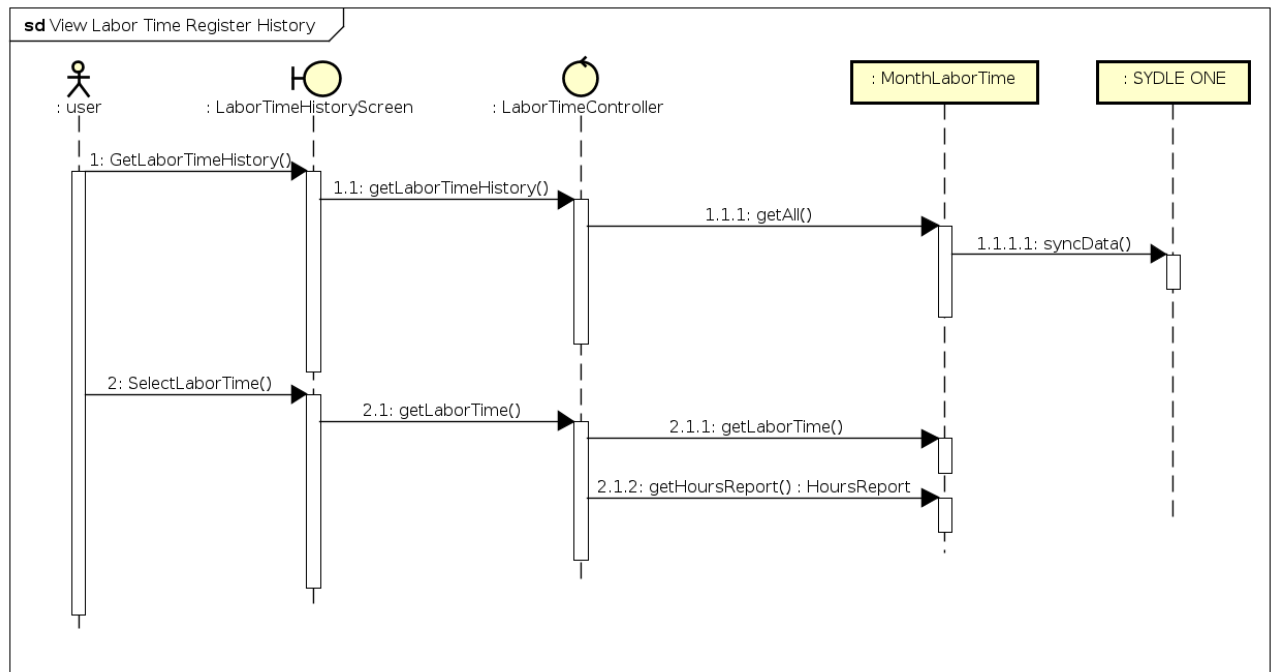 sd View Labor Time Register History
: user
: LaborTimeHistoryScreen
: LaborTimeController
: MonthLaborTime
: SYDLE ONE
1: GetLaborTimeHistory()
1.1: getLaborTimeHistory()
1.1.1: getAll()
1.1.1.1: syncData()
2: SelectLaborTime()
2.1: getLaborTime()
2.1.1: getLaborTime()
2.1.2: getHoursReport() : HoursReport